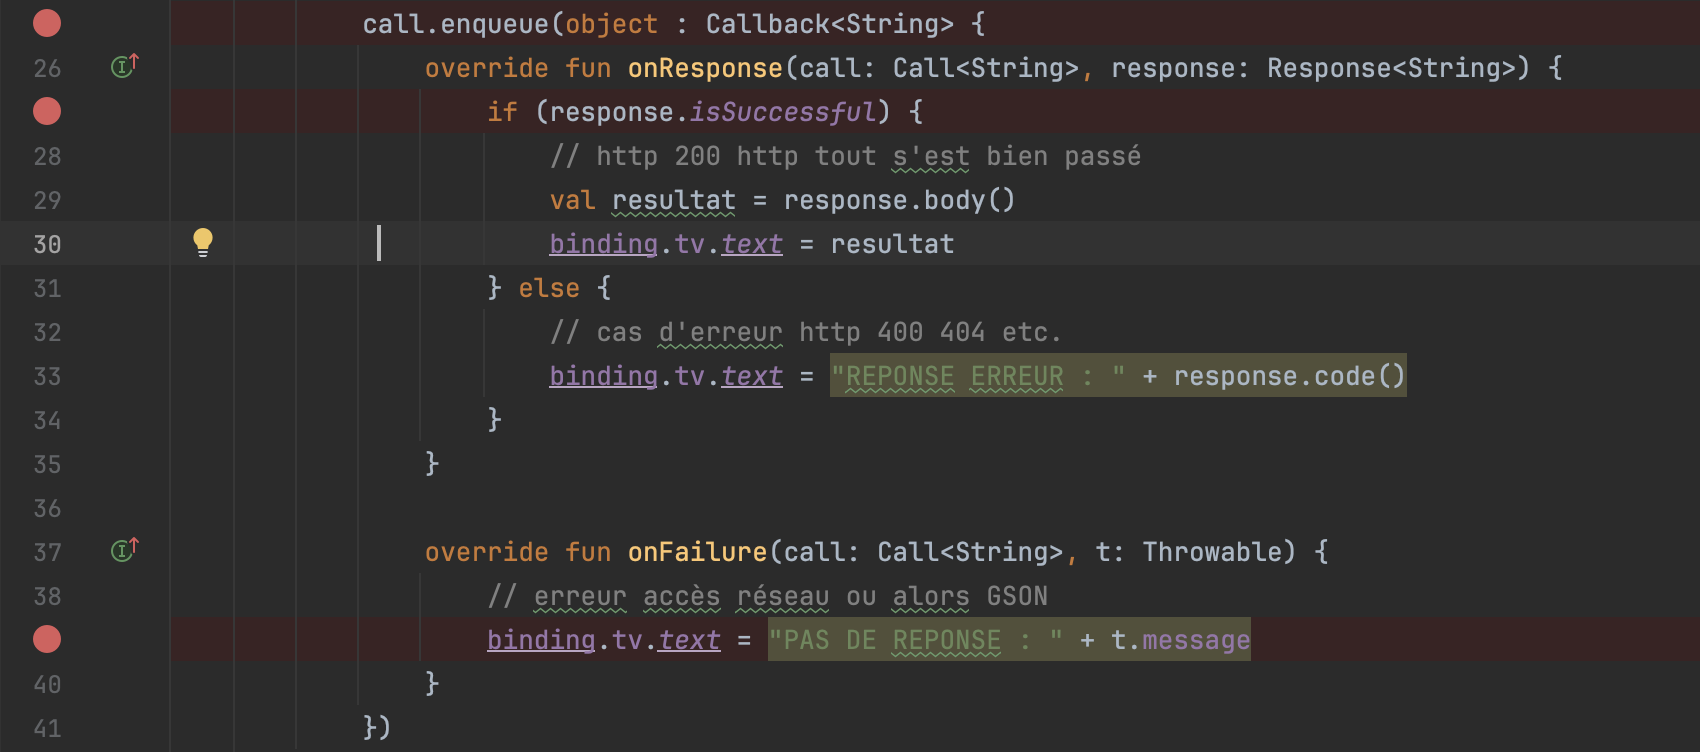 call.enqueue(object : Callback<String> {
26 override fun onResponse(call: Call<String>, response: Response<String>) {
if (response.isSuccessful) {
28 // http 200 http tout s'est bien passé
29 val resultat = response.body()
30 binding.tv.text = resultat
31 } else {
32 // cas d'erreur http 400 404 etc.
33 binding.tv.text = "REPONSE ERREUR : " + response.code()
34 }
35 }
36
37 override fun onFailure(call: Call<String>, t: Throwable) {
38 // erreur accès réseau ou alors GSON
binding.tv.text = "PAS DE REPONSE : " + t.message
40 }
41 })